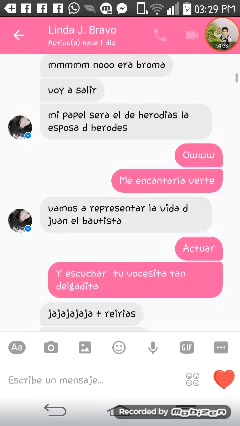 03:29 PM
Linda J. Bravo
Activo(a) hace 1 día
mmmmm nooo era broma
voy a salir
mi papel sera el de herodias la
esposa d herodes
Owww
Me encantaria verte
vamos a representar la vida d
juan el bautista
Actuar
Y escuchar tu vocesita tan
delgadita
jajajajaja t reirias
Aa
GIF
Escribe un mensaje...
Recorded by mobizen